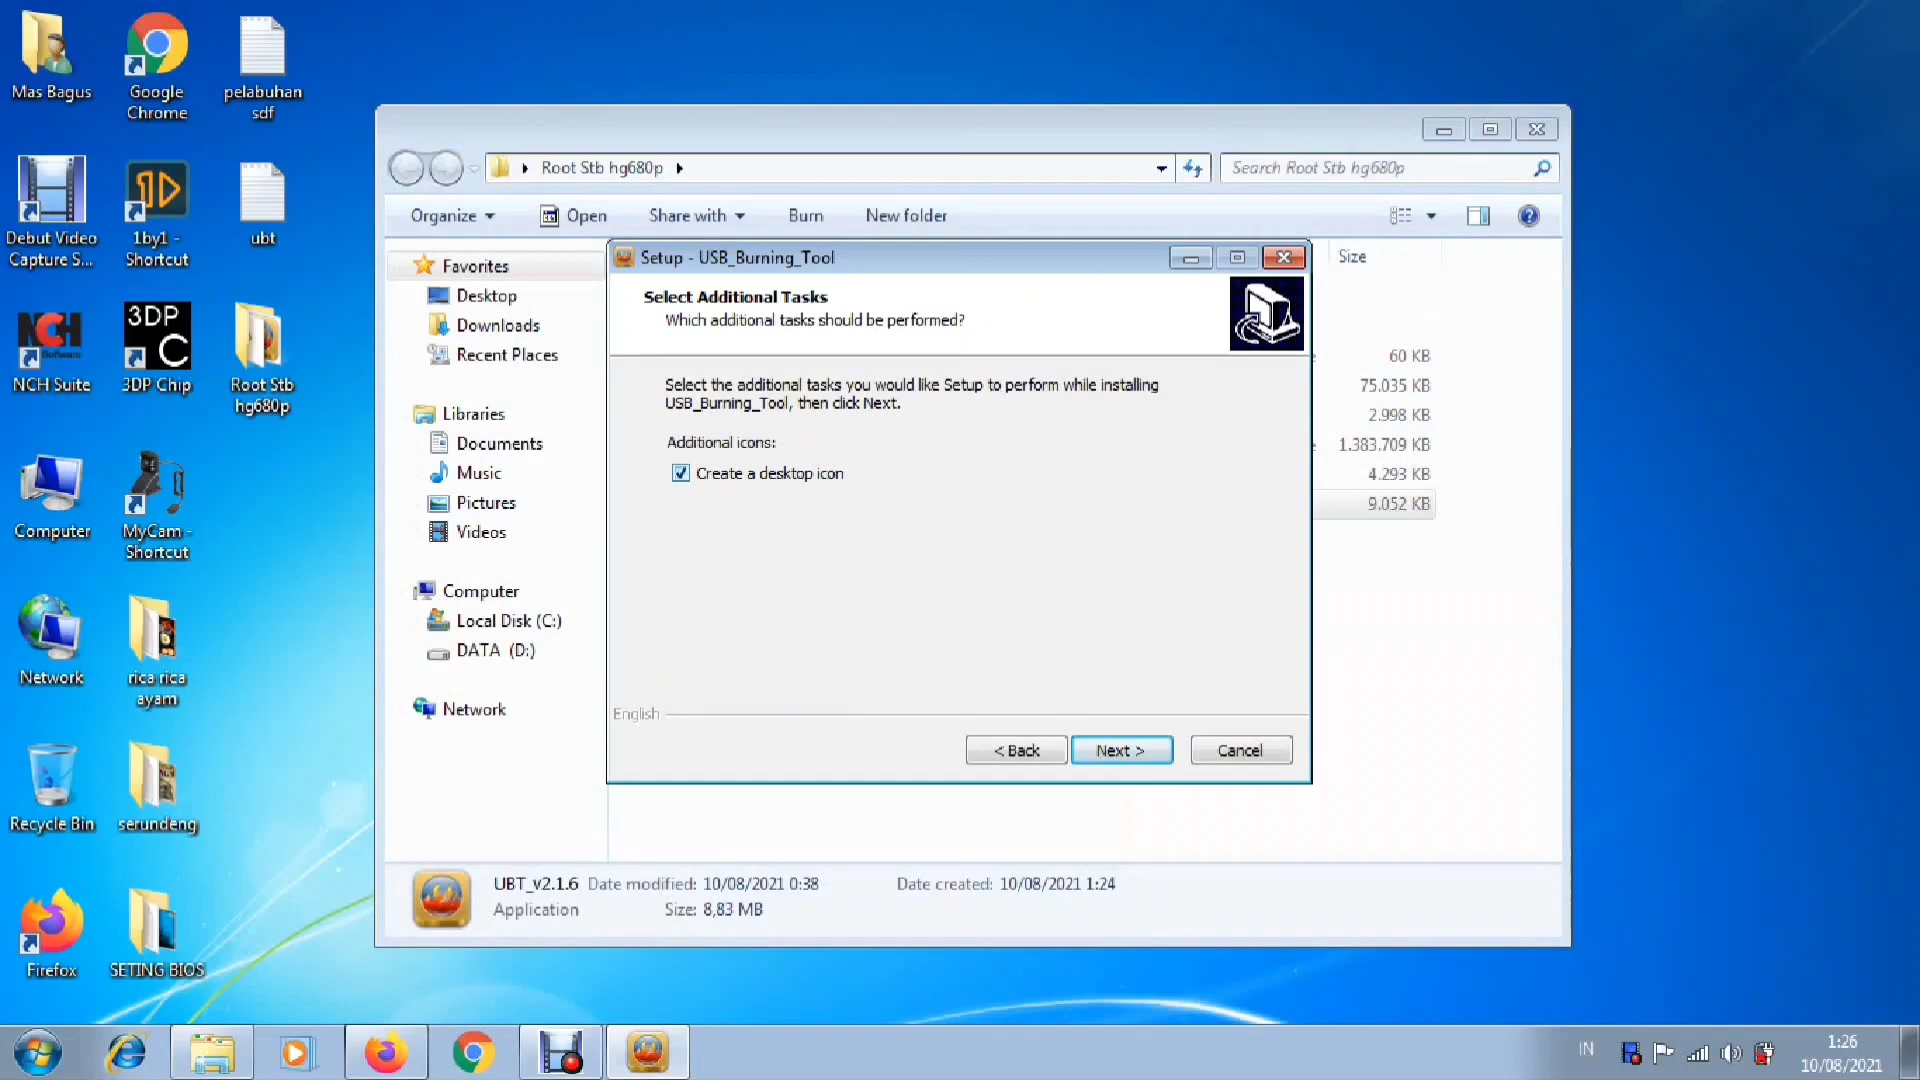 Mas Bagus
Google
Chrome
pelabuhan
sdf
Debut Video
Capture S...
1by1 -
Shortcut
ubt
NCH
Software
NCH Suite
3DP
C
3DP Chip
Root Stb
hg680p
Computer
MyCam -
Shortcut
Network
rica rica
ayam
Recycle Bin
serundeng
Firefox
SETING BIOS
Root Stb hg680p
Search Root Stb hg680p
Organize
Open
Share with
Burn
New folder
Favorites
Desktop
Downloads
Recent Places
Libraries
Documents
Music
Pictures
Videos
Computer
Local Disk (C:)
DATA (D:)
Network
Size
60 KB
75.035 KB
2.998 KB
1.383.709 KB
4.293 KB
9.052 KB
Setup - USB_Burning_Tool
Select Additional Tasks
Which additional tasks should be performed?
Select the additional tasks you would like Setup to perform while installing
USB_Burning_Tool, then click Next.
Additional icons:
Create a desktop icon
English
< Back
Next >
Cancel
UBT_v2.1.6 Date modified: 10/08/2021 0:38 Date created: 10/08/2021 1:24
Application Size: 8,83 MB
IN
1:26
10/08/2021